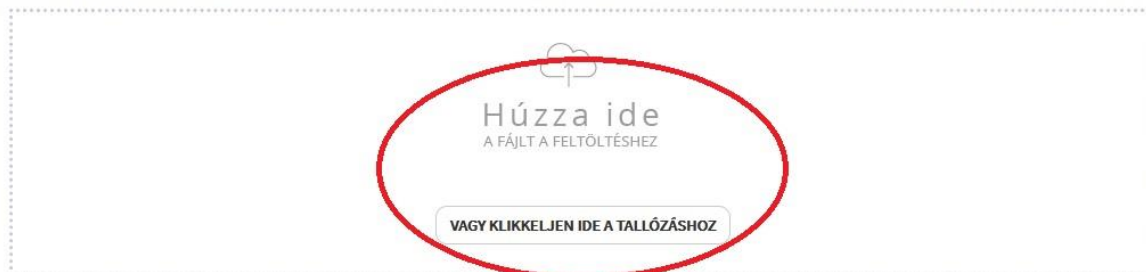 Húzza ide
A FÁJLT A FELTÖLTÉSHEZ
VAGY KLIKKELJEN IDE A TALLÓZÁSHOZ